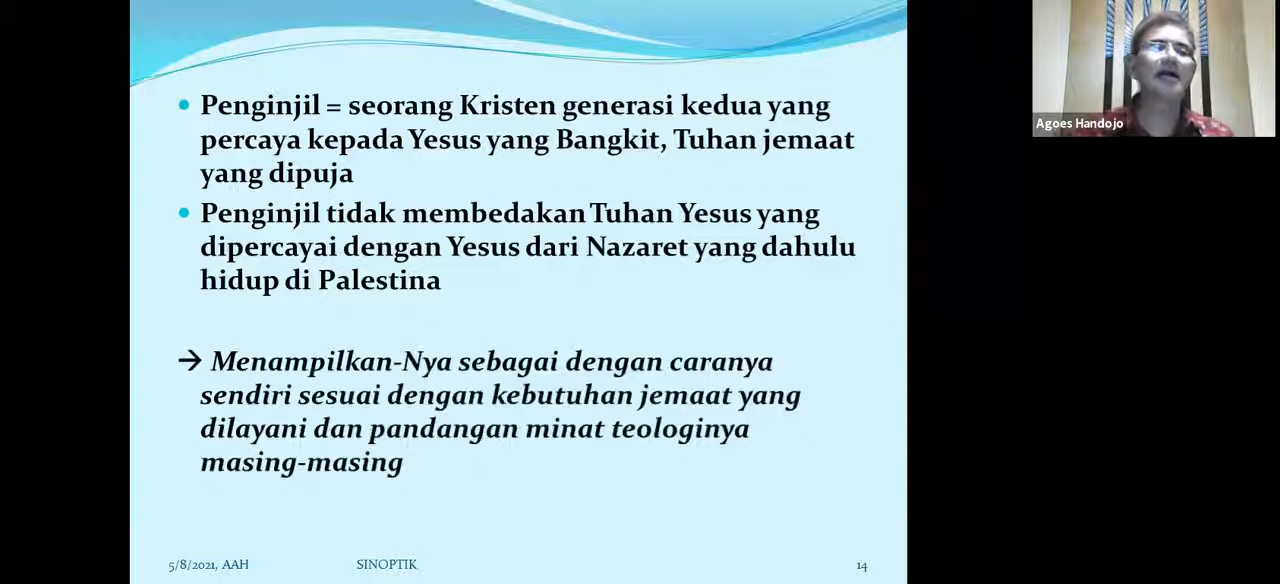 Penginjil = seorang Kristen generasi kedua yang
percaya kepada Yesus yang Bangkit, Tuhan jemaat
yang dipuja
Penginjil tidak membedakan Tuhan Yesus yang
dipercayai dengan Yesus dari Nazaret yang dahulu
hidup di Palestina
→ Menampilkan-Nya sebagai dengan caranya
sendiri sesuai dengan kebutuhan jemaat yang
dilayani dan pandangan minat teologinya
masing-masing
5/8/2021, AAH SINOPTIK 14
Agoes Handojo